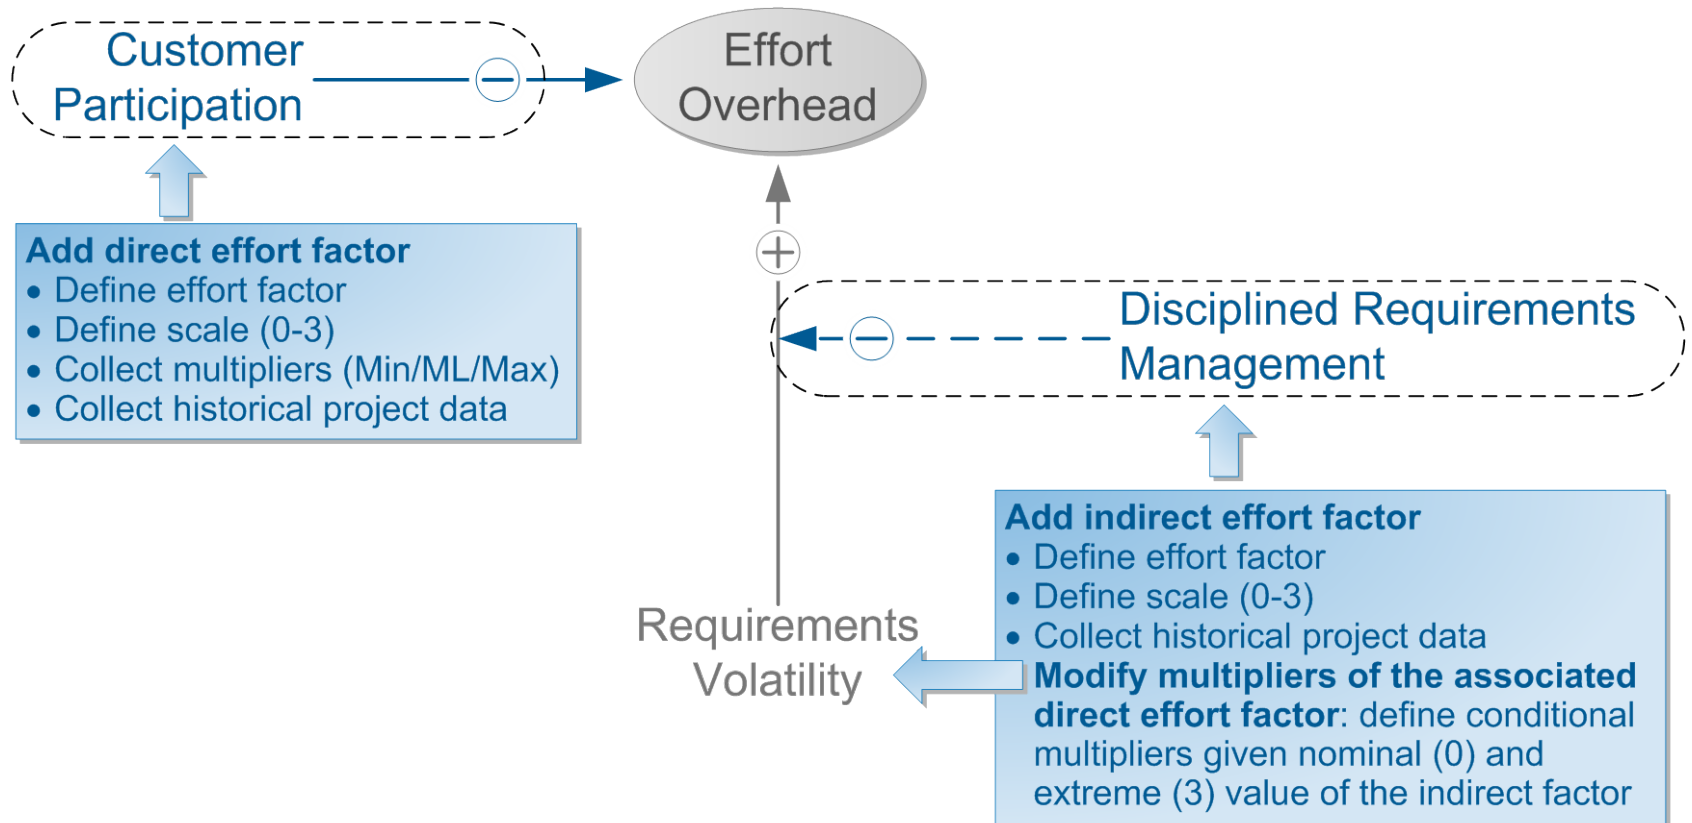 Customer
Participation
Effort
Overhead
Add direct effort factor
• Define effort factor
• Define scale (0-3)
• Collect multipliers (Min/ML/Max)
• Collect historical project data
Disciplined Requirements
Management
Requirements
Volatility
Add indirect effort factor
• Define effort factor
• Define scale (0-3)
• Collect historical project data
Modify multipliers of the associated
direct effort factor: define conditional
multipliers given nominal (0) and
extreme (3) value of the indirect factor